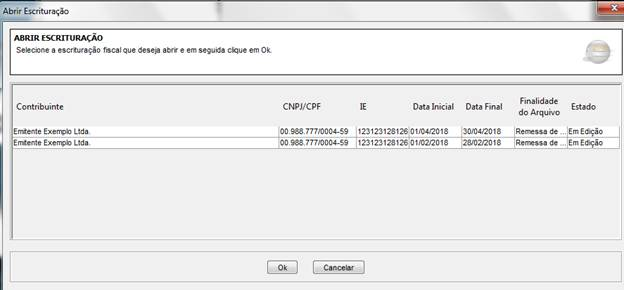 Abrir Escrituração
ABRIR ESCRITURAÇÃO
Selecione a escrituração fiscal que deseja abrir e em seguida clique em Ok.
Contribuinte CNPJ/CPF IE Data Inicial Data Final Finalidade do Arquivo Estado
Emitente Exemplo Ltda. 00.988.777/0004-59 123123128126 01/04/2018 30/04/2018 Remessa de ... Em Edição
Emitente Exemplo Ltda. 00.988.777/0004-59 123123128126 01/02/2018 28/02/2018 Remessa de ... Em Edição
Ok Cancelar